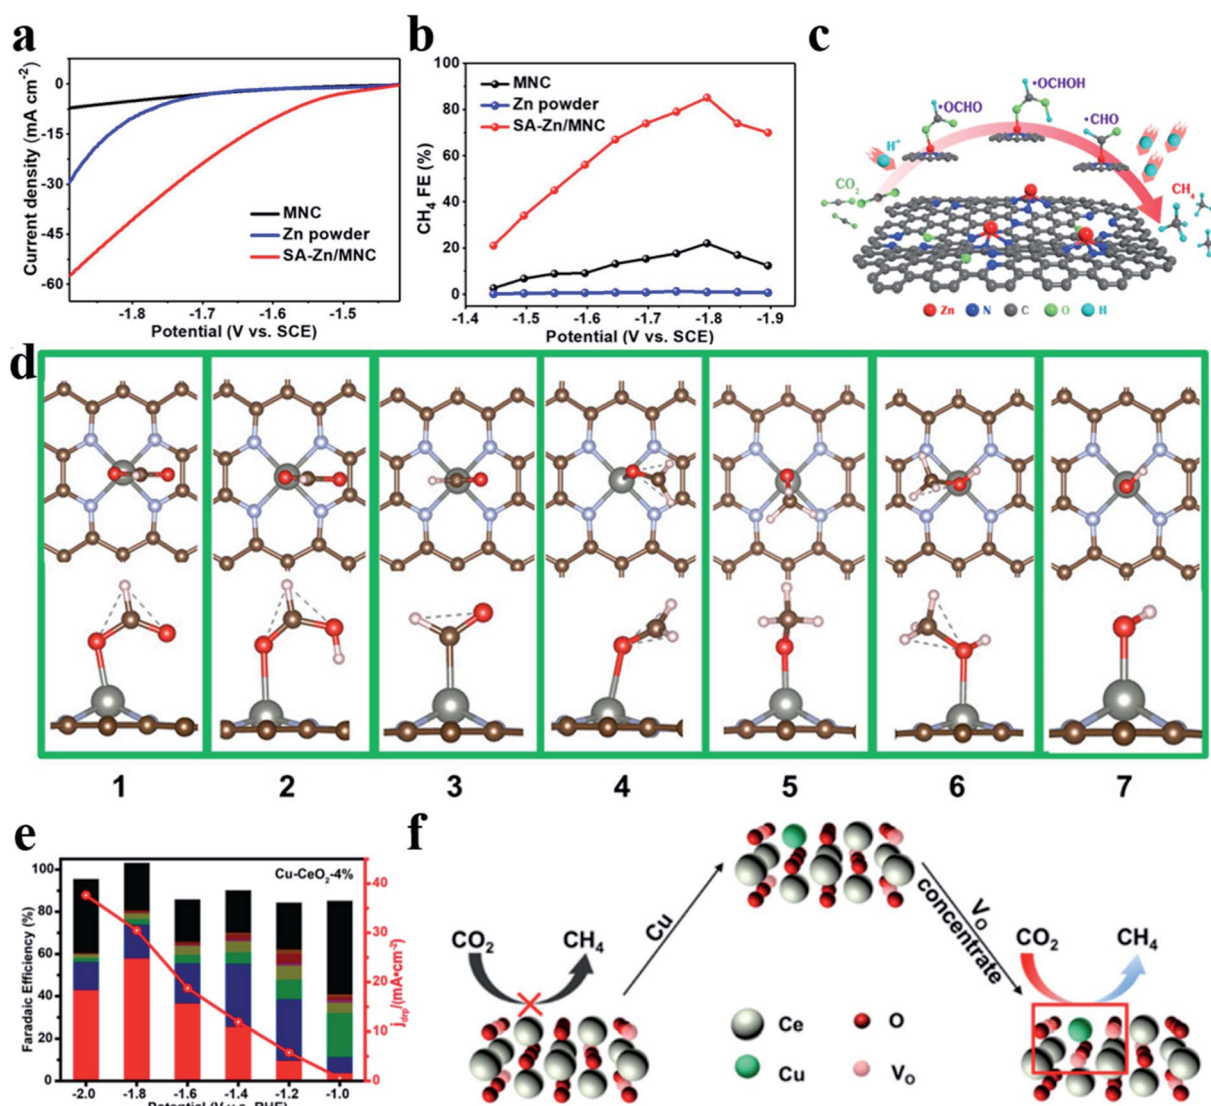 a
0
-15
-30
-45
-60
Current density (mA cm⁻²)
MNC
Zn powder
SA-Zn/MNC
-1.8
-1.7
-1.6
-1.5
Potential (V vs. SCE)
b
100
80
60
40
20
0
CH₄ FE (%)
MNC
Zn powder
SA-Zn/MNC
-1.4
-1.5
-1.6
-1.7
-1.8
-1.9
Potential (V vs. SCE)
c
•OCHO
•OCHOH
•CHO
H⁺
CO₂
CH₄
Zn
N
C
O
H
d
1
2
3
4
5
6
7
e
Cu-CeO₂-4%
100
80
60
40
20
0
Faradaic Efficiency (%)
40
30
20
10
0
j_drp/(mA•cm⁻²)
-2.0
-1.8
-1.6
-1.4
-1.2
-1.0
f
CO₂
CH₄
Cu
V_O
concentrate
CO₂
CH₄
Ce
O
Cu
V_O